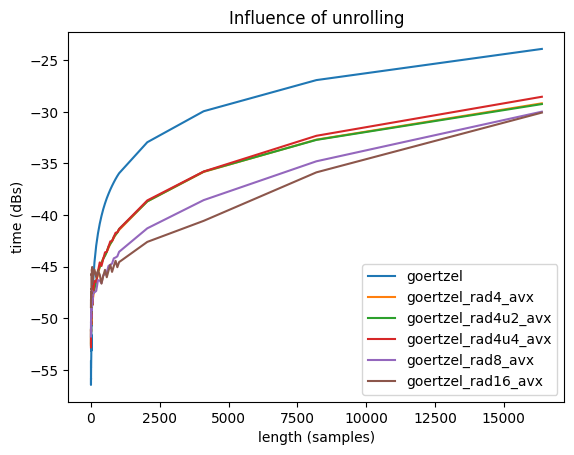 Influence of unrolling
time (dBs)
−25
−30
−35
−40
−45
−50
−55
goertzel
goertzel_rad4_avx
goertzel_rad4u2_avx
goertzel_rad4u4_avx
goertzel_rad8_avx
goertzel_rad16_avx
0 2500 5000 7500 10000 12500 15000
length (samples)